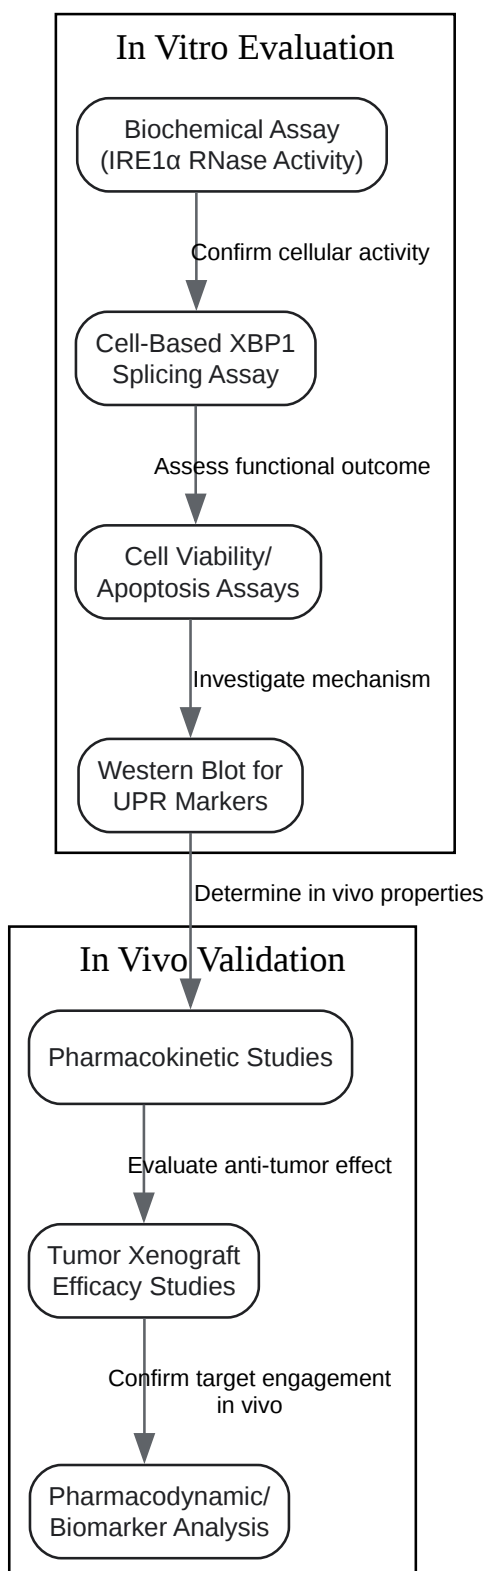 In Vitro Evaluation
Biochemical Assay
(IRE1α RNase Activity)
Confirm cellular activity
Cell-Based XBP1
Splicing Assay
Assess functional outcome
Cell Viability/
Apoptosis Assays
Investigate mechanism
Western Blot for
UPR Markers
Determine in vivo properties
In Vivo Validation
Pharmacokinetic Studies
Evaluate anti-tumor effect
Tumor Xenograft
Efficacy Studies
Confirm target engagement
in vivo
Pharmacodynamic/
Biomarker Analysis